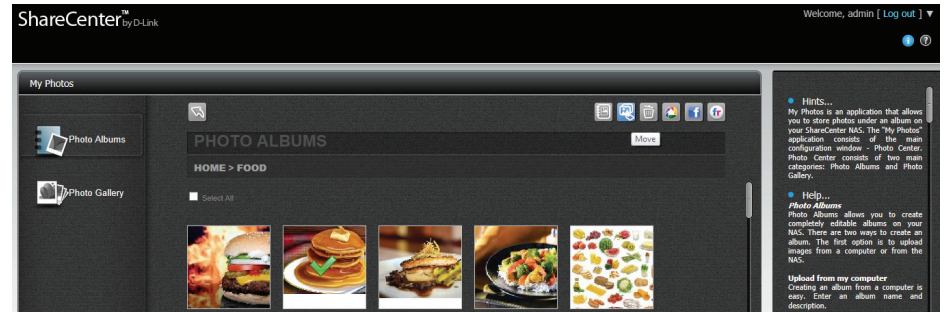 ShareCenter™ by D-Link
Welcome, admin [ Log out ] ▼
My Photos
Photo Albums
Photo Gallery
PHOTO ALBUMS
Move
HOME > FOOD
Select All
Hints...
My Photos is an application that allows
you to store photos under an album on
your ShareCenter NAS. The "My Photos"
application consists of the main
configuration window - Photo Center.
Photo Center consists of two main
categories: Photo Albums and Photo
Gallery.
Help...
Photo Albums
Photo Albums allows you to create
completely editable albums on your
NAS. There are two ways to create an
album. The first option is to upload
images from a computer or from the
NAS.
Upload from my computer
Creating an album from a computer is
easy. Enter an album name and
description.